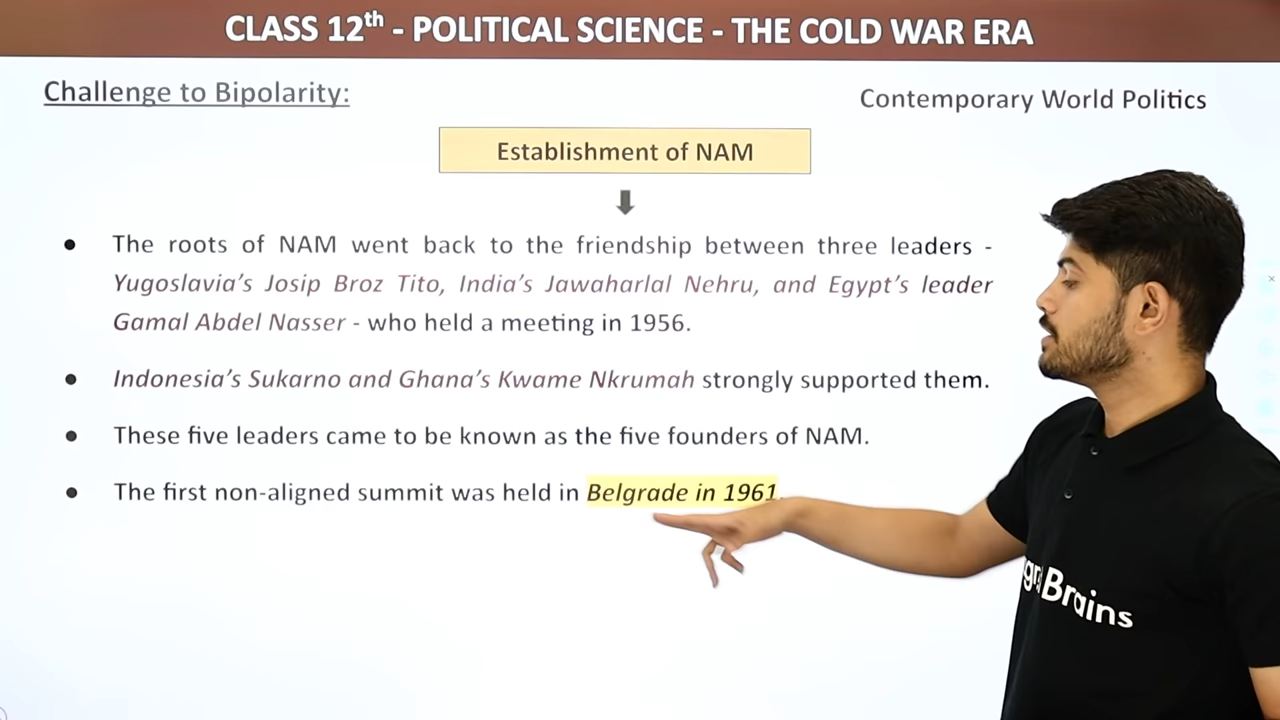 CLASS 12th - POLITICAL SCIENCE - THE COLD WAR ERA
Challenge to Bipolarity:
Contemporary World Politics
Establishment of NAM
The roots of NAM went back to the friendship between three leaders -
Yugoslavia's Josip Broz Tito, India's Jawaharlal Nehru, and Egypt's leader
Gamal Abdel Nasser - who held a meeting in 1956.
Indonesia's Sukarno and Ghana's Kwame Nkrumah strongly supported them.
These five leaders came to be known as the five founders of NAM.
The first non-aligned summit was held in Belgrade in 1961.
Brains